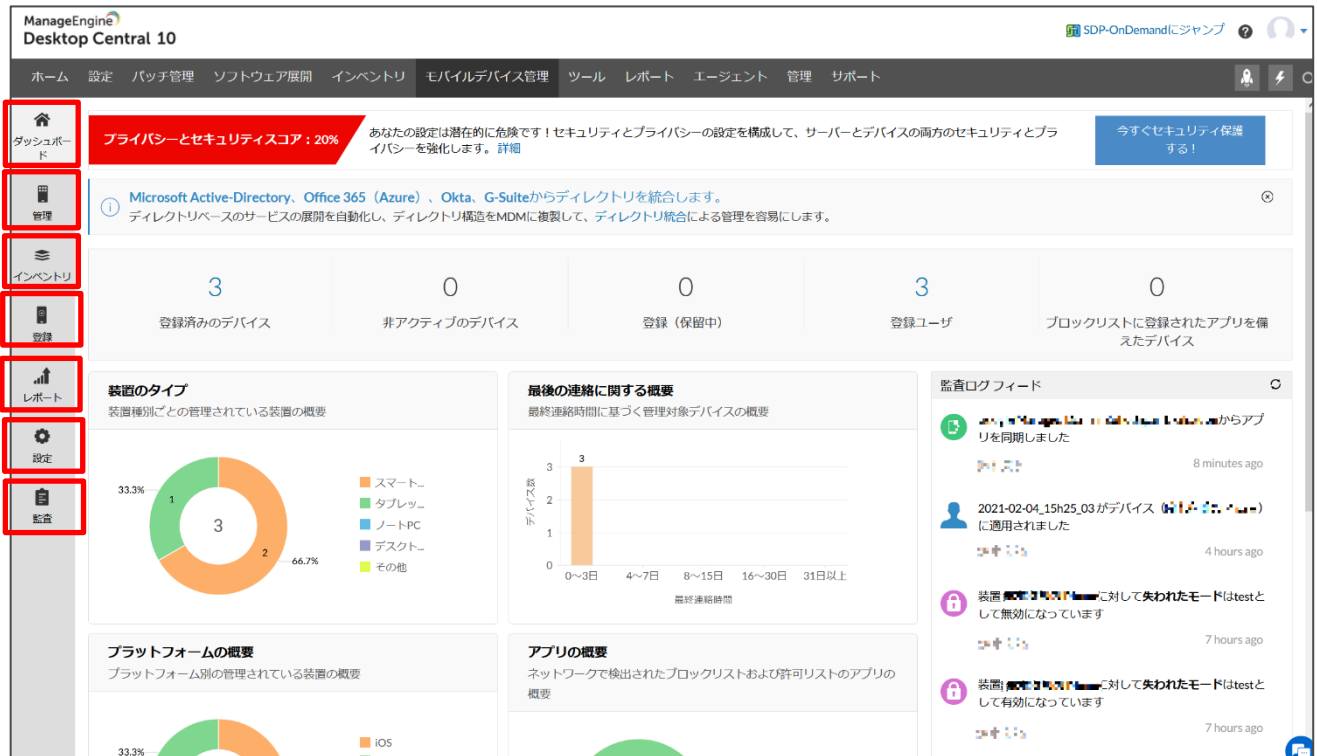 ManageEngine
Desktop Central 10
SDP-OnDemandにジャンプ
ホーム 設定 パッチ管理 ソフトウェア展開 インベントリ モバイルデバイス管理 ツール レポート エージェント 管理 サポート
ダッシュボー
ド
管理
インベントリ
登録
レポート
設定
監査
プライバシーとセキュリティスコア：20%
あなたの設定は潜在的に危険です！セキュリティとプライバシーの設定を構成して、サーバーとデバイスの両方のセキュリティとプラ
イバシーを強化します。詳細
今すぐセキュリティ保護
する！
Microsoft Active-Directory、Office 365（Azure）、Okta、G-Suiteからディレクトリを統合します。
ディレクトリベースのサービスの展開を自動化し、ディレクトリ構造をMDMに複製して、ディレクトリ統合による管理を容易にします。
3
登録済みのデバイス
0
非アクティブのデバイス
0
登録（保留中）
3
登録ユーザ
0
ブロックリストに登録されたアプリを備
えたデバイス
装置のタイプ
装置種別ごとの管理されている装置の概要
33.3%
1
3
2
66.7%
スマート...
タブレッ...
ノートPC
デスクト...
その他
最後の連絡に関する概要
最終連絡時間に基づく管理対象デバイスの概要
デバイス数
3
2
1
0
3
0～3日 4～7日 8～15日 16～30日 31日以上
最終連絡時間
監査ログ フィード
からアプ
リを同期しました
8 minutes ago
2021-02-04_15h25_03 がデバイス（ ）
に適用されました
4 hours ago
装置 に対して失われたモードはtestと
して無効になっています
7 hours ago
装置 に対して失われたモードはtestと
して有効になっています
7 hours ago
プラットフォームの概要
プラットフォーム別の管理されている装置の概要
33.3%
iOS
アプリの概要
ネットワークで検出されたブロックリストおよび許可リストのアプリの
概要